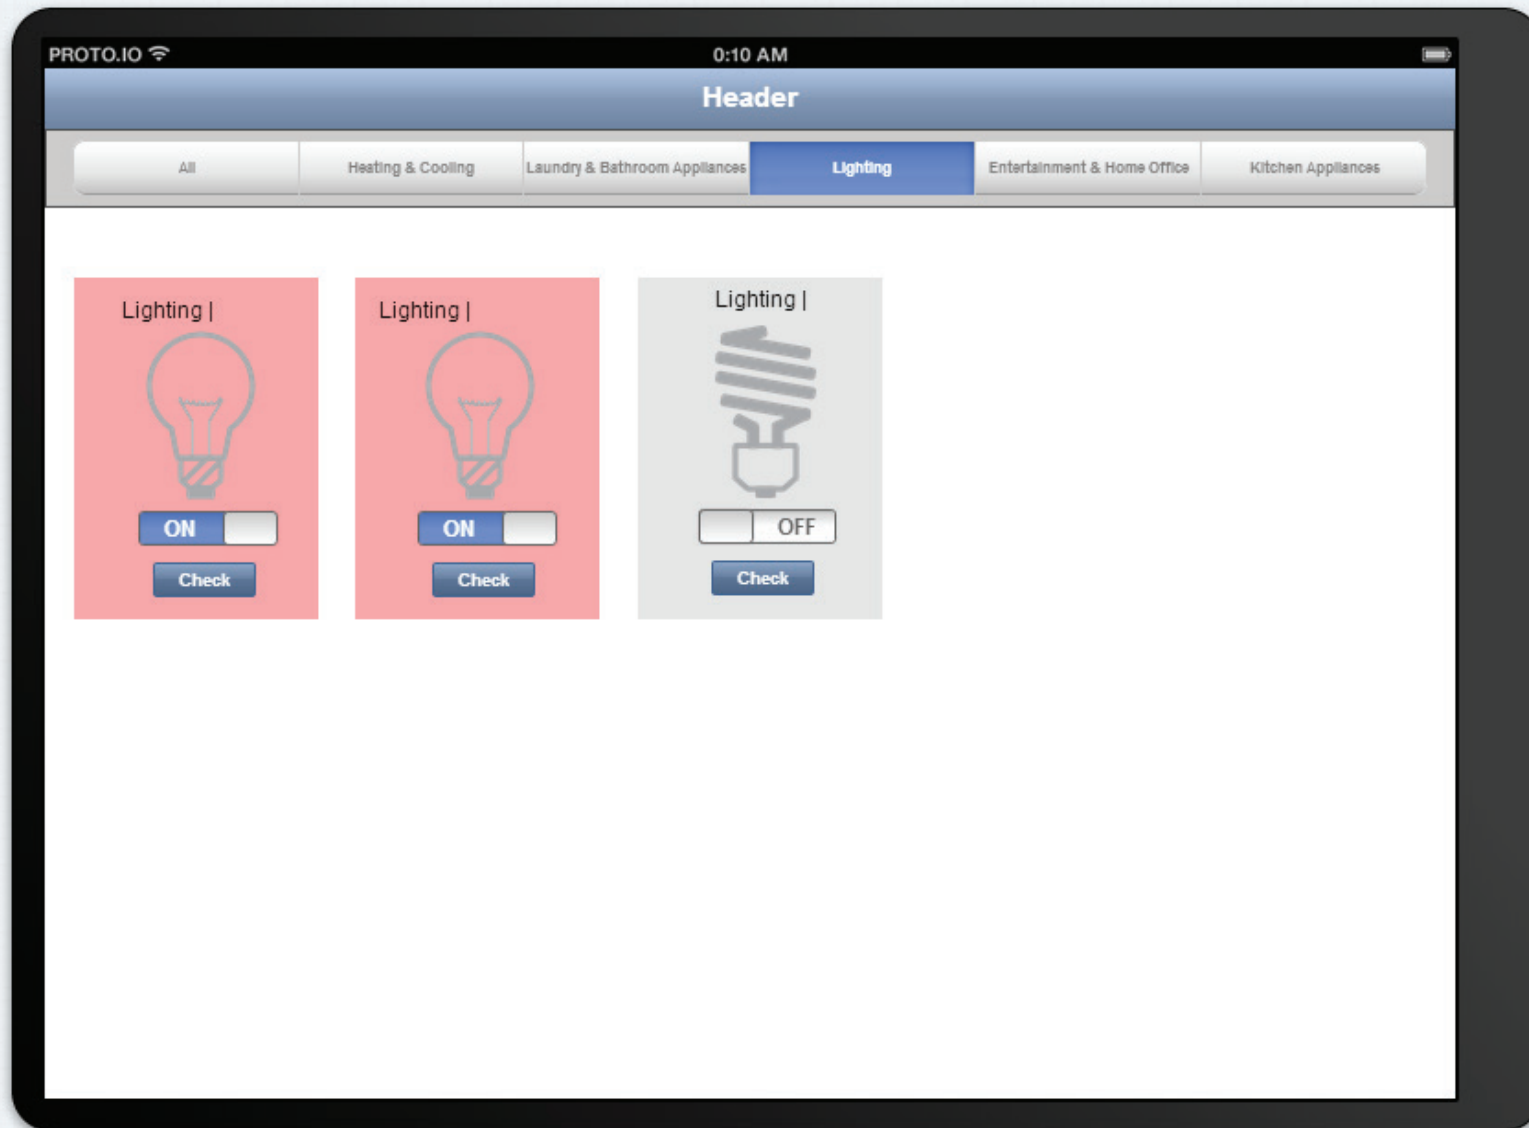 PROTO.IO 0:10 AM
Header
All Heating & Cooling Laundry & Bathroom Appliances Lighting Entertainment & Home Office Kitchen Appliances
Lighting | Lighting | Lighting |
ON ON OFF
Check Check Check